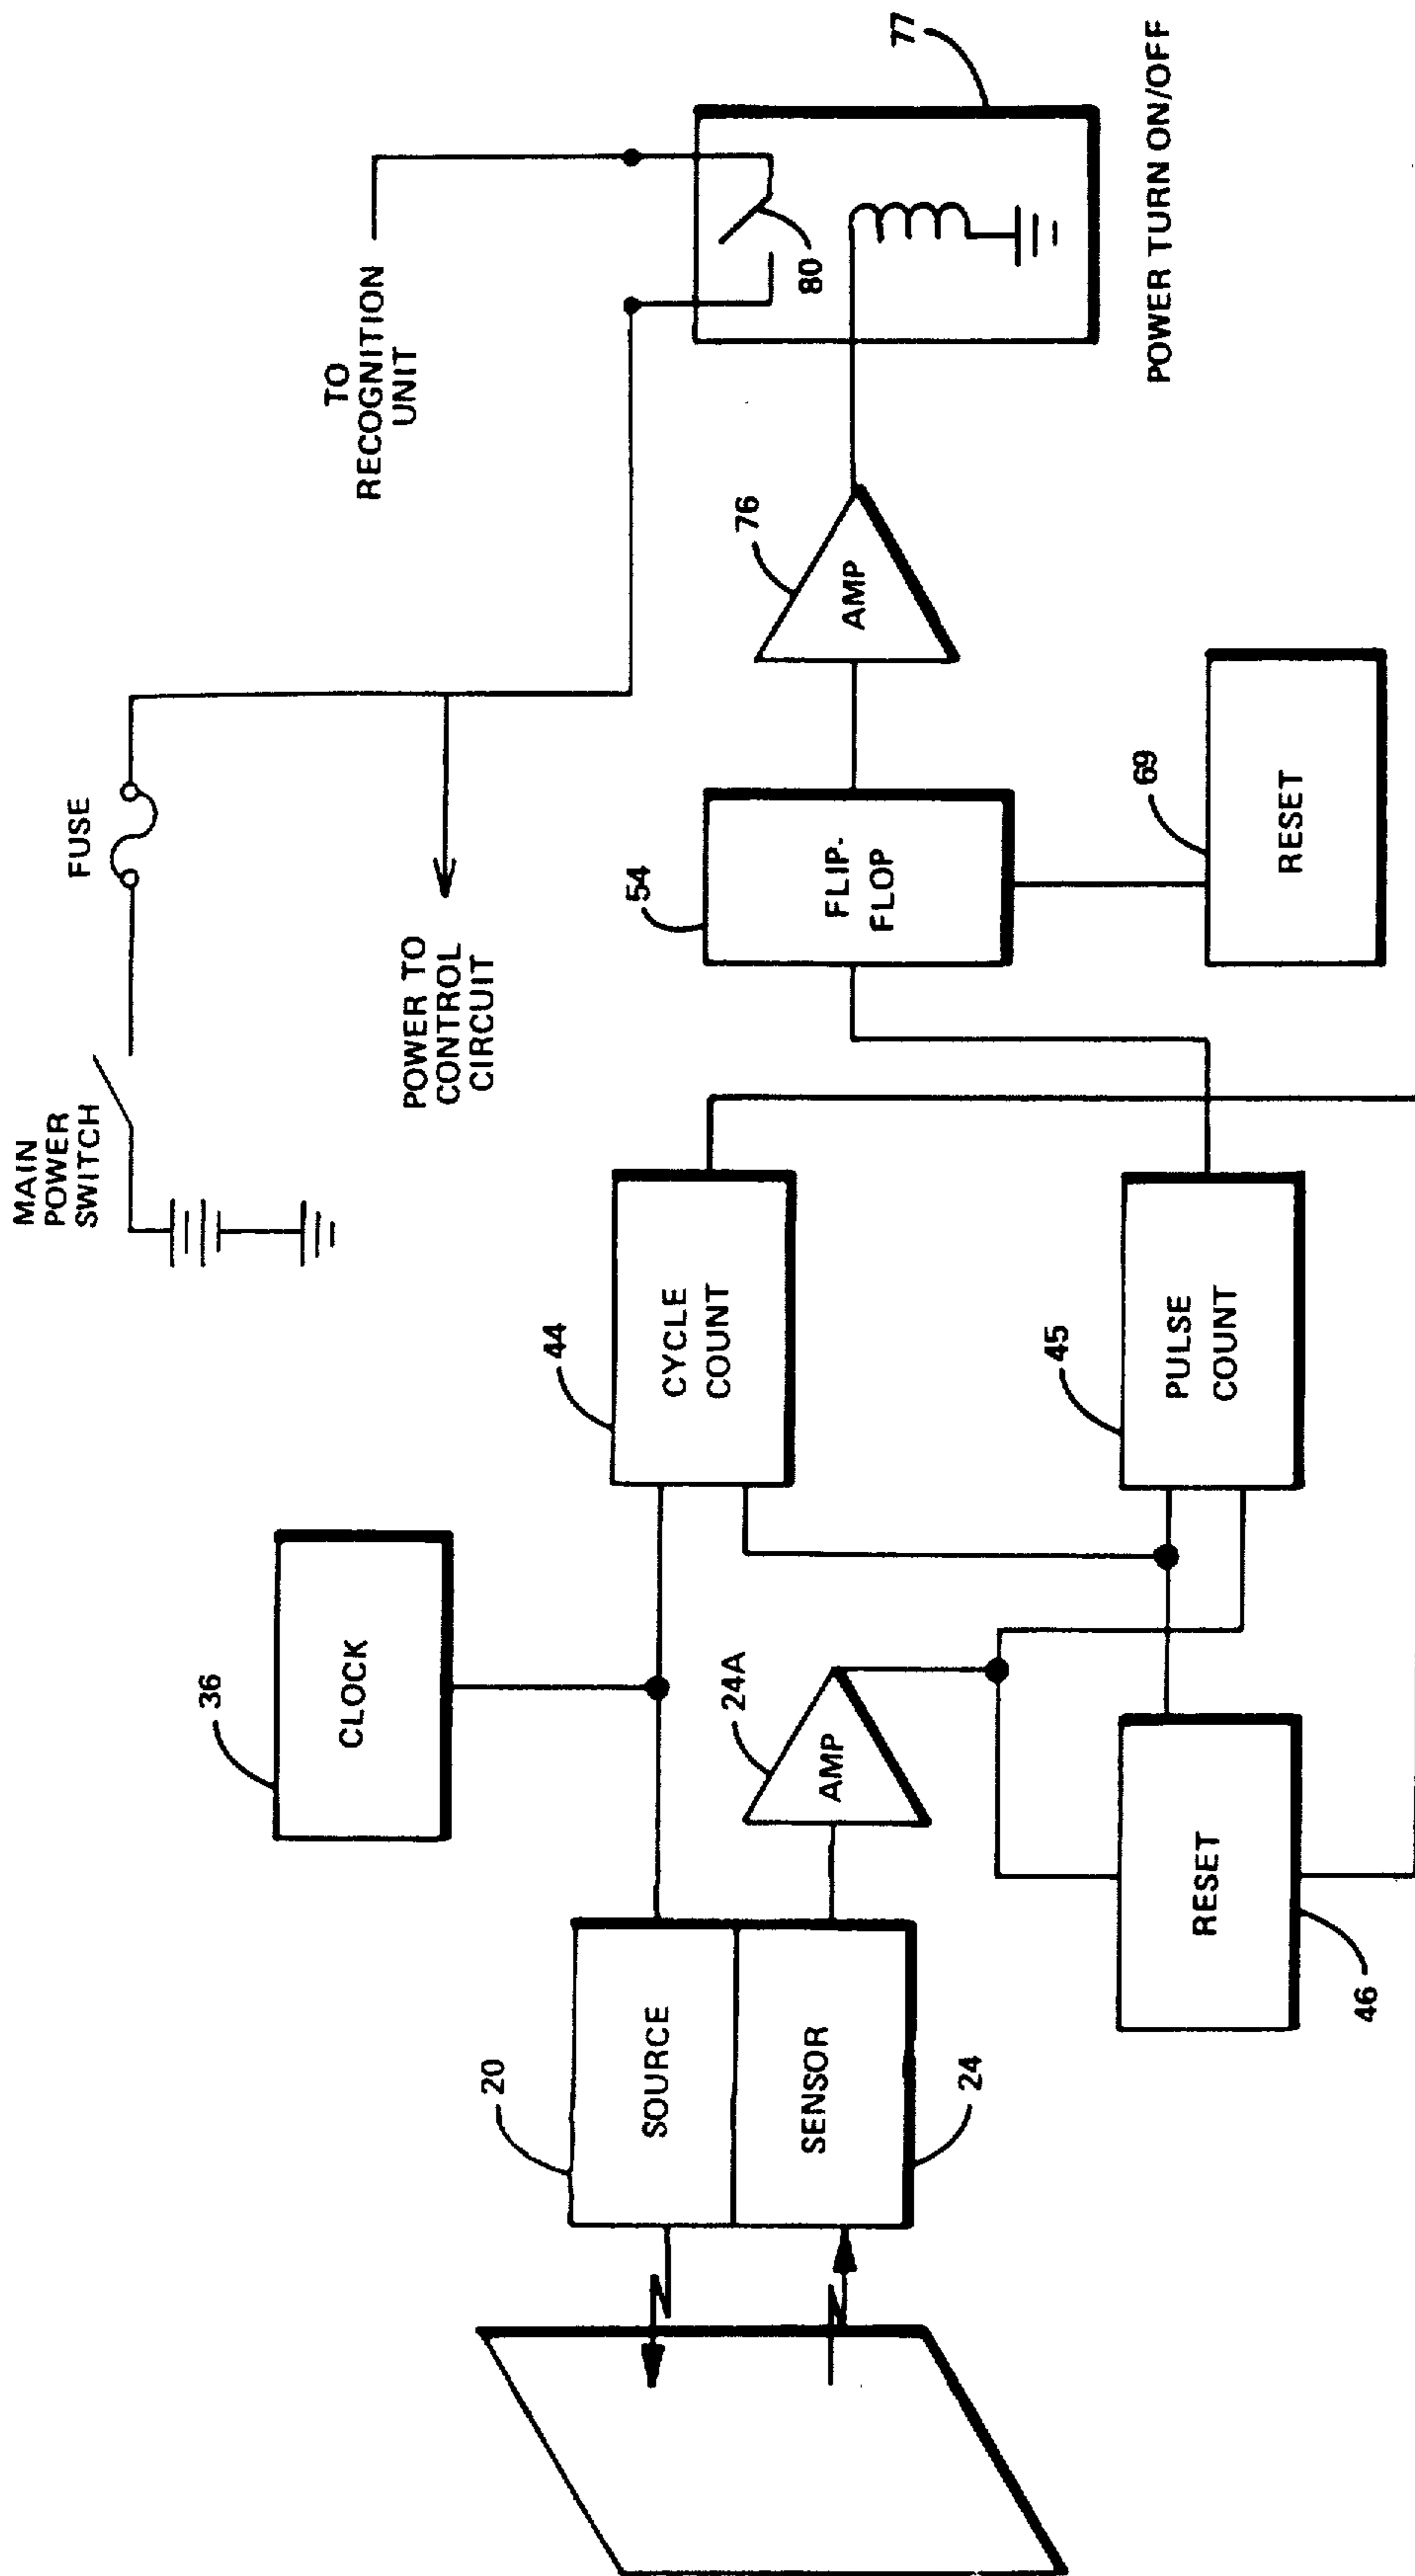 MAIN
POWER
SWITCH
FUSE
POWER TO
CONTROL
CIRCUIT
TO
RECOGNITION
UNIT
36
CLOCK
44
CYCLE
COUNT
20
SOURCE
SENSOR
24
24A
AMP
RESET
46
45
PULSE
COUNT
54
FLIP-
FLOP
69
RESET
76
AMP
80
77
POWER TURN ON/OFF